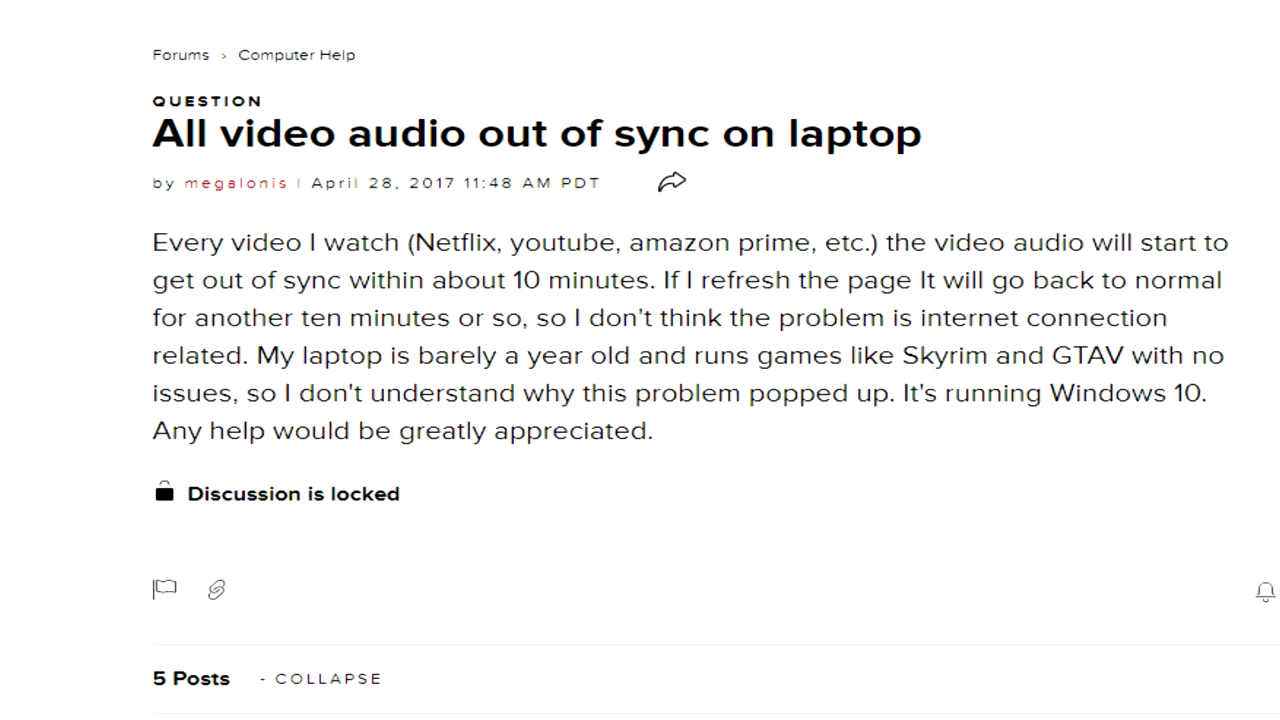 Forums > Computer Help
QUESTION
All video audio out of sync on laptop
by megalonis | April 28, 2017 11:48 AM PDT
Every video I watch (Netflix, youtube, amazon prime, etc.) the video audio will start to
get out of sync within about 10 minutes. If I refresh the page It will go back to normal
for another ten minutes or so, so I don't think the problem is internet connection
related. My laptop is barely a year old and runs games like Skyrim and GTAV with no
issues, so I don't understand why this problem popped up. It's running Windows 10.
Any help would be greatly appreciated.
Discussion is locked
5 Posts - COLLAPSE